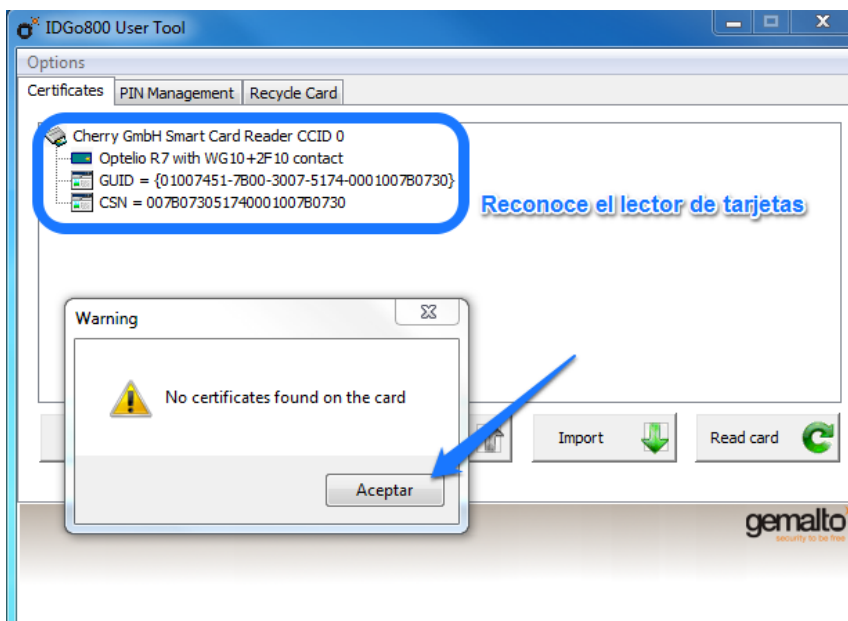 IDGo800 User Tool
Options
Certificates PIN Management Recycle Card
Cherry GmbH Smart Card Reader CCID 0
Optelio R7 with WG10+2F10 contact
GUID = {01007451-7B00-3007-5174-0001007B0730}
CSN = 007B073051740001007B0730
Reconoce el lector de tarjetas
Warning
No certificates found on the card
Aceptar
Import
Read card
gemalto
security to be free